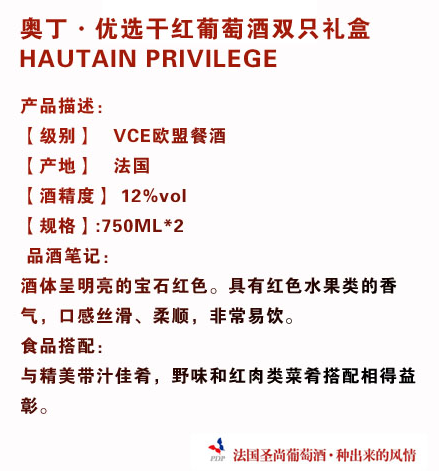 奥丁·优选干红葡萄酒双只礼盒
HAUTAIN PRIVILEGE
产品描述：
【级别】 VCE欧盟餐酒
【产地】 法国
【酒精度】 12%vol
【规格】:750ML*2
品酒笔记：
酒体呈明亮的宝石红色。具有红色水果类的香
气，口感丝滑、柔顺，非常易饮。
食品搭配：
与精美带汁佳肴，野味和红肉类菜肴搭配相得益
彰。
PDP 法国圣尚葡萄酒·种出来的风情